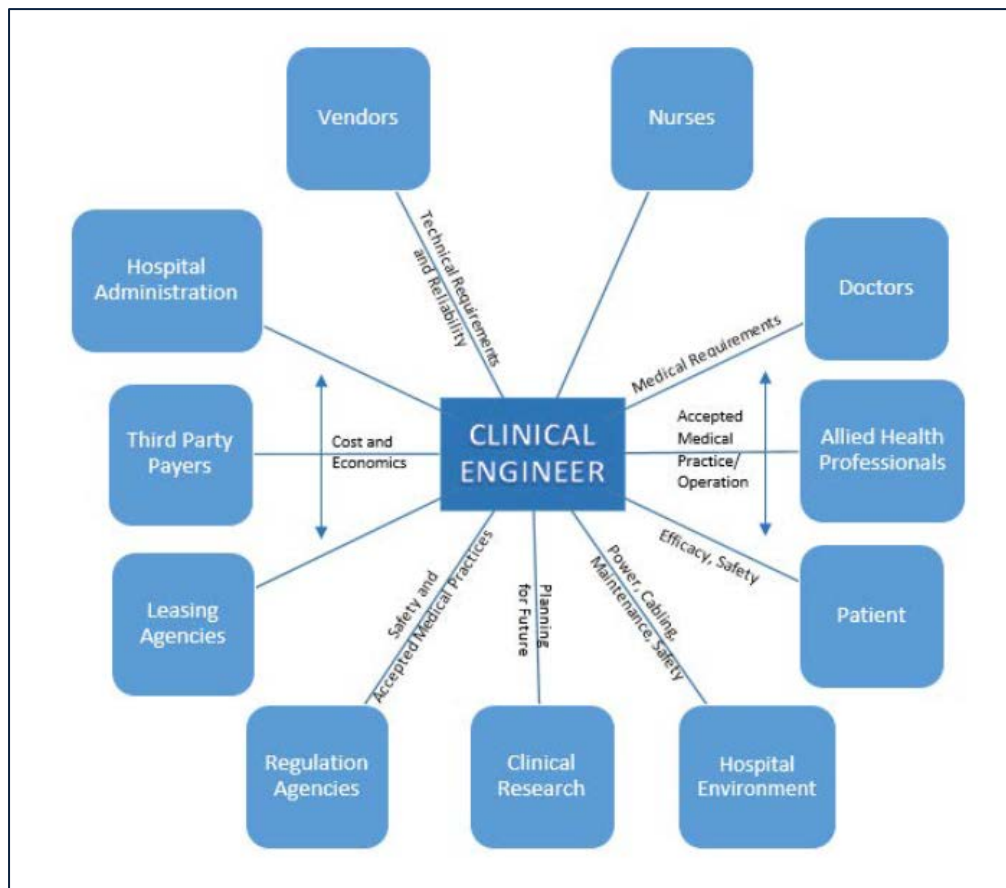 Vendors
Nurses
Technical Requirements
and Reliability
Hospital
Administration
Doctors
Medical Requirements
Third Party
Payers
Cost and
Economics
CLINICAL
ENGINEER
Accepted
Medical
Practice/
Operation
Allied Health
Professionals
Leasing
Agencies
Safety and
Accepted Medical Practices
Planning
for Future
Power, Cabling,
Maintenance, Safety
Efficacy, Safety
Patient
Regulation
Agencies
Clinical
Research
Hospital
Environment